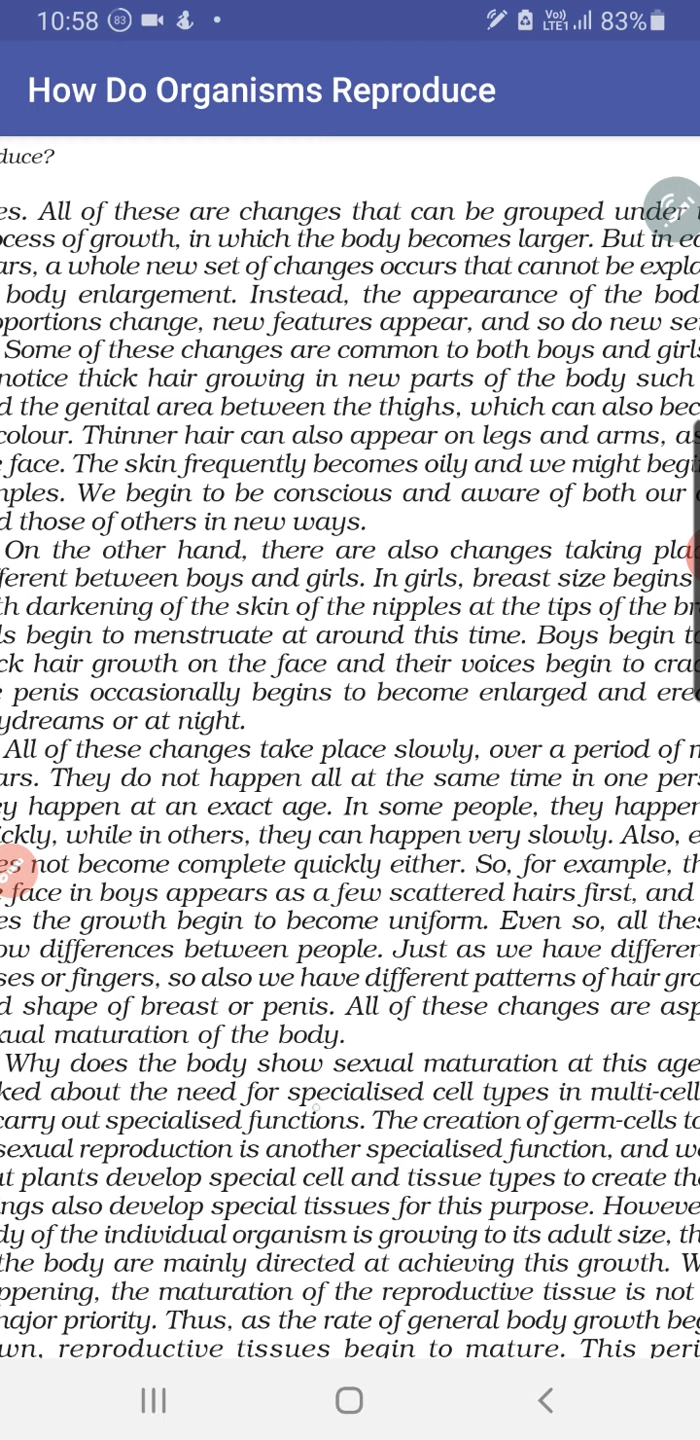 10:58 83 Vo)) LTE1 83%
How Do Organisms Reproduce
duce?
es. All of these are changes that can be grouped under
ocess of growth, in which the body becomes larger. But in ea
ars, a whole new set of changes occurs that cannot be expla
body enlargement. Instead, the appearance of the bod
oportions change, new features appear, and so do new se
Some of these changes are common to both boys and girls
notice thick hair growing in new parts of the body such
d the genital area between the thighs, which can also bec
colour. Thinner hair can also appear on legs and arms, as
face. The skin frequently becomes oily and we might begi
mples. We begin to be conscious and aware of both our
d those of others in new ways.
On the other hand, there are also changes taking pla
ferent between boys and girls. In girls, breast size begins
th darkening of the skin of the nipples at the tips of the br
ls begin to menstruate at around this time. Boys begin to
ck hair growth on the face and their voices begin to crac
penis occasionally begins to become enlarged and erec
ydreams or at night.
All of these changes take place slowly, over a period of m
ars. They do not happen all at the same time in one pers
ey happen at an exact age. In some people, they happen
ickly, while in others, they can happen very slowly. Also, e
es not become complete quickly either. So, for example, th
face in boys appears as a few scattered hairs first, and
es the growth begin to become uniform. Even so, all thes
ow differences between people. Just as we have differen
ses or fingers, so also we have different patterns of hair gro
d shape of breast or penis. All of these changes are asp
xual maturation of the body.
Why does the body show sexual maturation at this age
ked about the need for specialised cell types in multi-cell
carry out specialised functions. The creation of germ-cells to
sexual reproduction is another specialised function, and we
at plants develop special cell and tissue types to create the
ngs also develop special tissues for this purpose. Howeve
dy of the individual organism is growing to its adult size, th
the body are mainly directed at achieving this growth. W
ppening, the maturation of the reproductive tissue is not
major priority. Thus, as the rate of general body growth beg
wn, reproductive tissues begin to mature. This peri